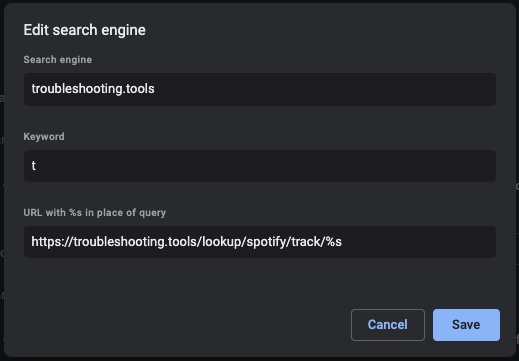 Edit search engine
Search engine
troubleshooting.tools
Keyword
t
URL with %s in place of query
https://troubleshooting.tools/lookup/spotify/track/%s
Cancel Save